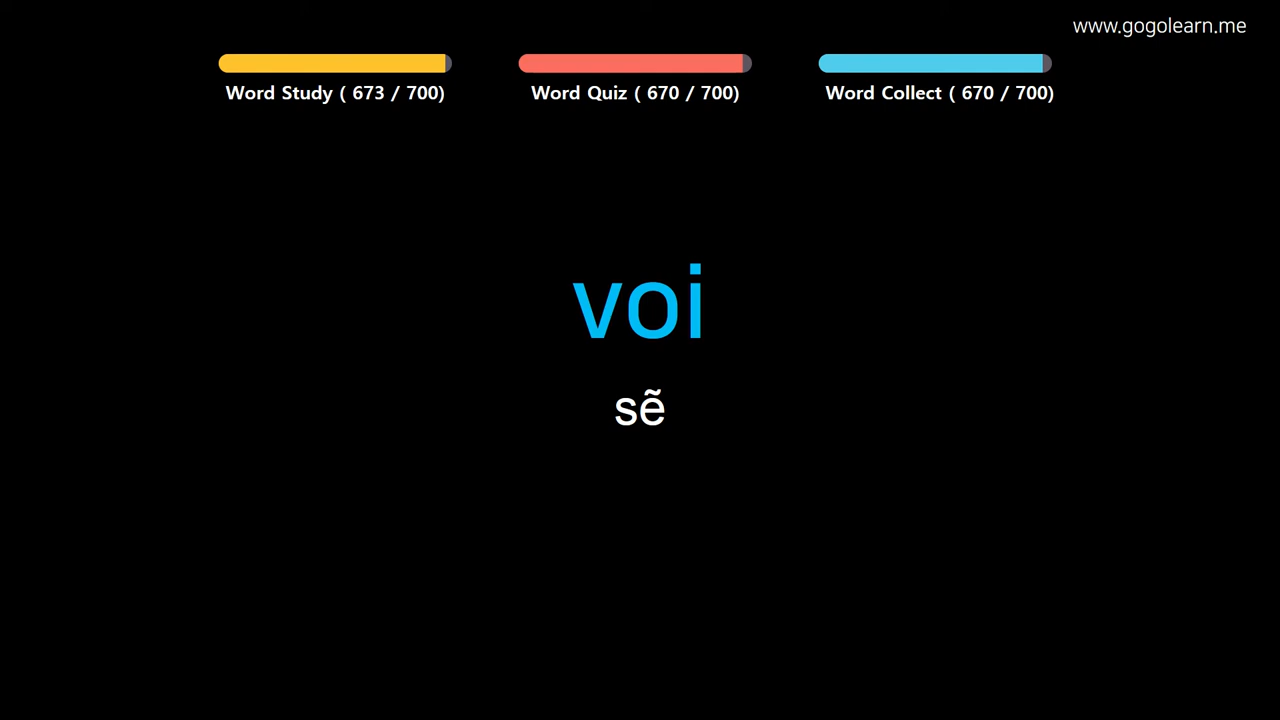 www.gogolearn.me
Word Study ( 673 / 700)
Word Quiz ( 670 / 700)
Word Collect ( 670 / 700)
voi
sẽ